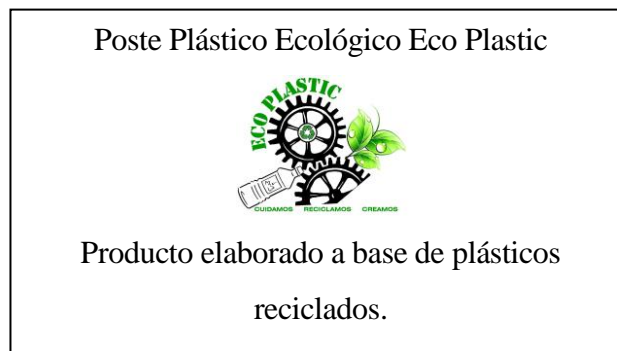 Poste Plástico Ecológico Eco Plastic
ECO PLASTIC
CUIDAMOS RECICLAMOS CREAMOS
Producto elaborado a base de plásticos
reciclados.